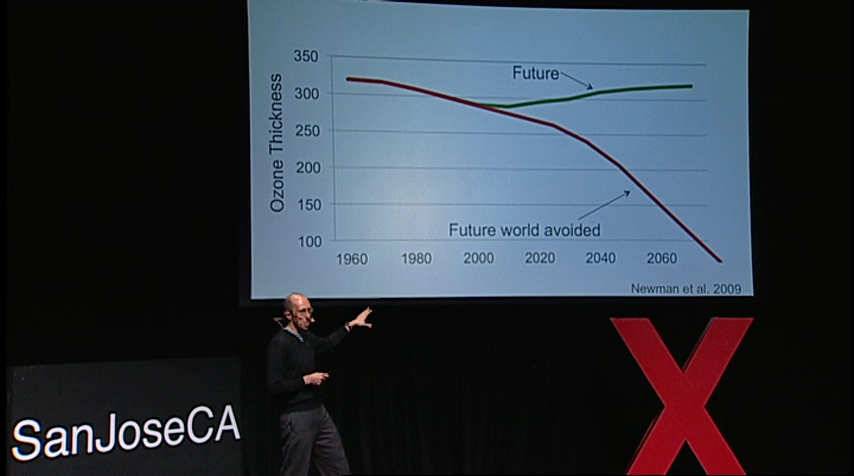 350
Future
300
250
200
150
Future world avoided
100
Ozone Thickness
1960 1980 2000 2020 2040 2060
Newman et al. 2009
SanJoseCA
X